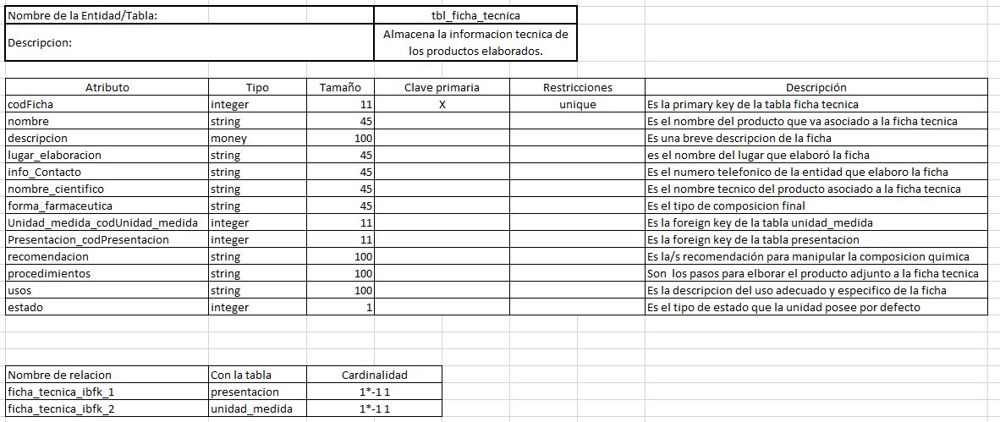 Nombre de la Entidad/Tabla: tbl_ficha_tecnica
Descripcion: Almacena la informacion tecnica de
los productos elaborados.
Atributo Tipo Tamaño Clave primaria Restricciones Descripción
codFicha integer 11 X unique Es la primary key de la tabla ficha tecnica
nombre string 45 Es el nombre del producto que va asociado a la ficha tecnica
descripcion money 100 Es una breve descripcion de la ficha
lugar_elaboracion string 45 es el nombre del lugar que elaboró la ficha
info_Contacto string 45 Es el numero telefonico de la entidad que elaboro la ficha
nombre_cientifico string 45 Es el nombre tecnico del producto asociado a la ficha tecnica
forma_farmaceutica string 45 Es el tipo de composicion final
Unidad_medida_codUnidad_medida integer 11 Es la foreign key de la tabla unidad_medida
Presentacion_codPresentacion integer 11 Es la foreign key de la tabla presentacion
recomendacion string 100 Es la/s recomendación para manipular la composicion quimica
procedimientos string 100 Son los pasos para elborar el producto adjunto a la ficha tecnica
usos string 100 Es la descripcion del uso adecuado y especifico de la ficha
estado integer 1 Es el tipo de estado que la unidad posee por defecto
Nombre de relacion Con la tabla Cardinalidad
ficha_tecnica_ibfk_1 presentacion 1*-1 1
ficha_tecnica_ibfk_2 unidad_medida 1*-1 1